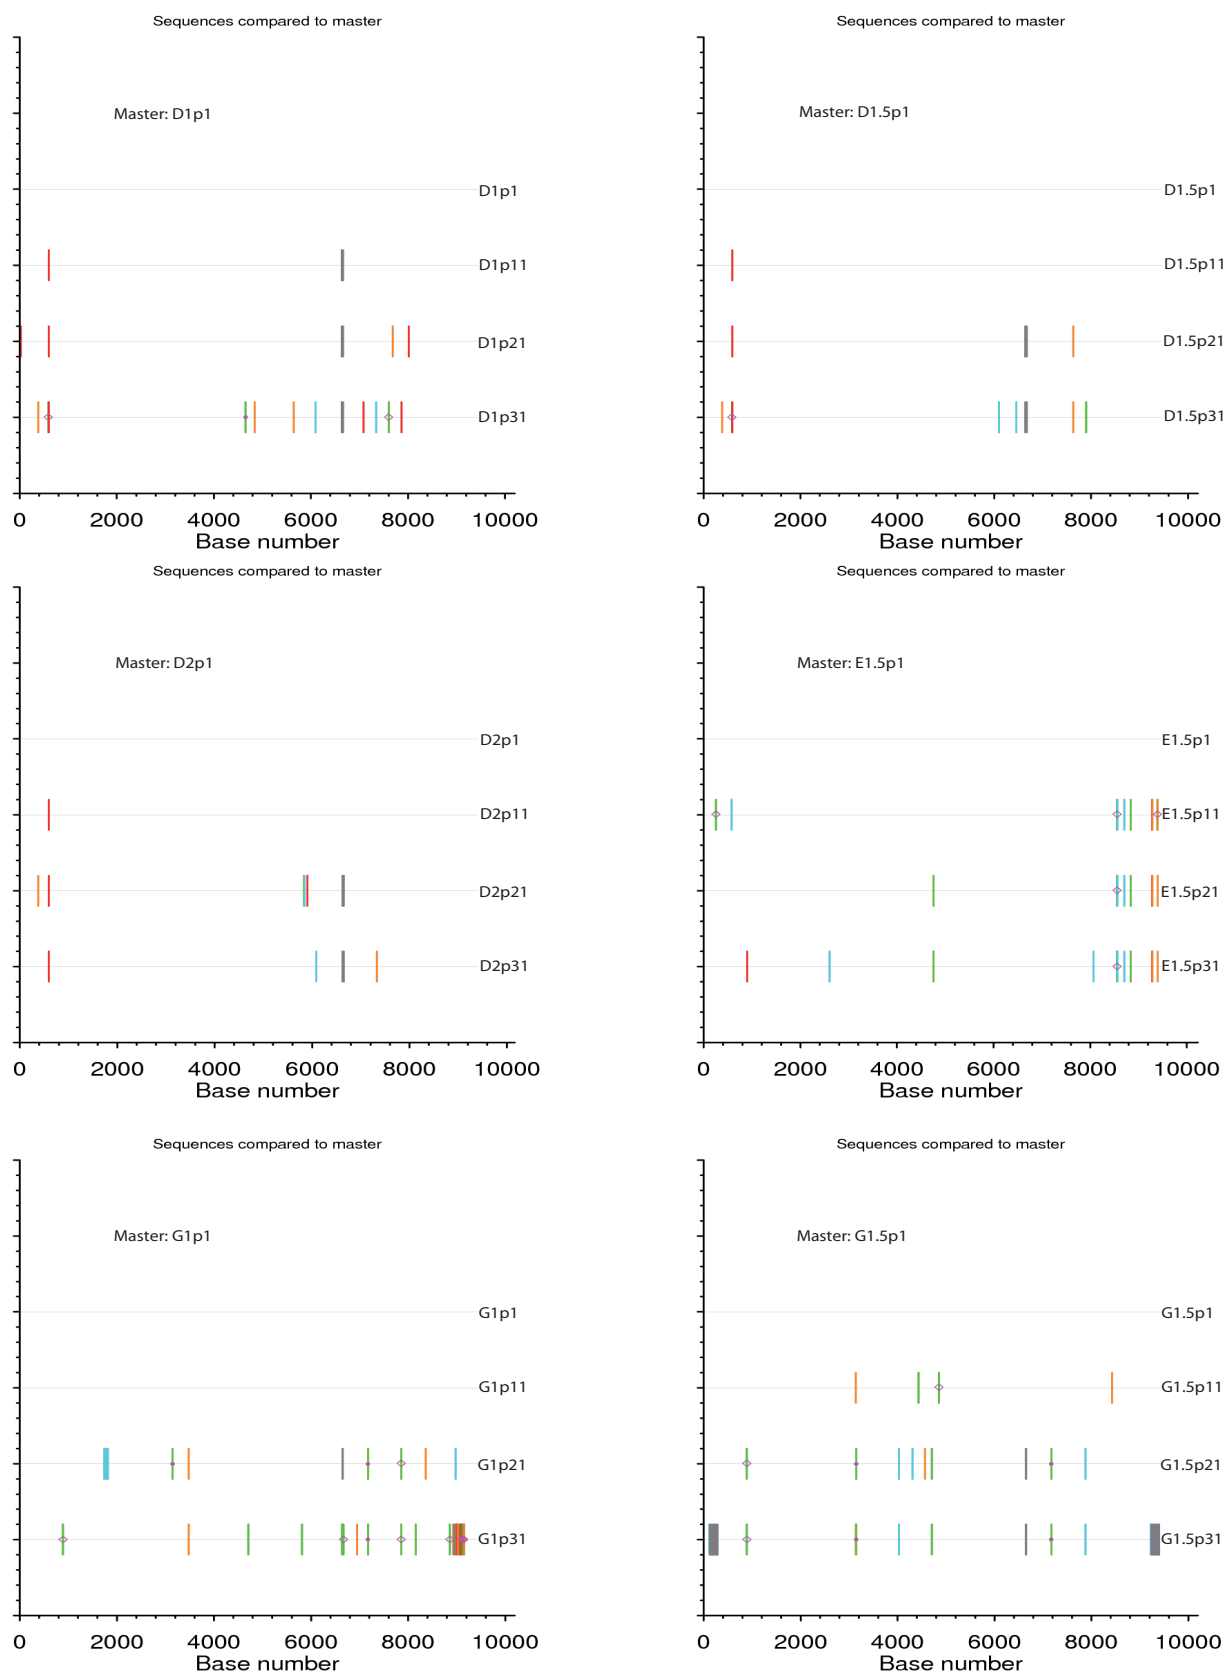 Sequences compared to master
Master: D1p1
D1p1
D1p11
D1p21
D1p31
0 2000 4000 6000 8000 10000
Base number
Sequences compared to master
Master: D1.5p1
D1.5p1
D1.5p11
D1.5p21
D1.5p31
0 2000 4000 6000 8000 10000
Base number
Sequences compared to master
Master: D2p1
D2p1
D2p11
D2p21
D2p31
0 2000 4000 6000 8000 10000
Base number
Sequences compared to master
Master: E1.5p1
E1.5p1
E1.5p11
E1.5p21
E1.5p31
0 2000 4000 6000 8000 10000
Base number
Sequences compared to master
Master: G1p1
G1p1
G1p11
G1p21
G1p31
0 2000 4000 6000 8000 10000
Base number
Sequences compared to master
Master: G1.5p1
G1.5p1
G1.5p11
G1.5p21
G1.5p31
0 2000 4000 6000 8000 10000
Base number